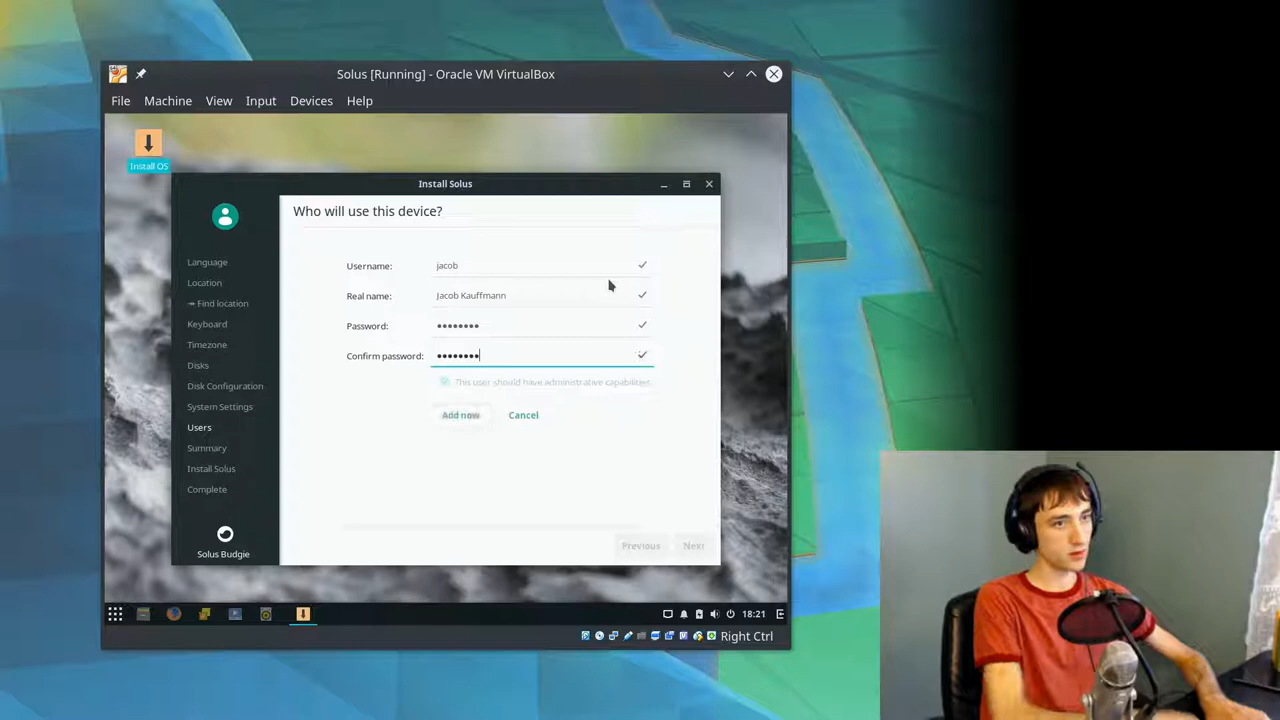 Solus [Running] - Oracle VM VirtualBox
File Machine View Input Devices Help
Install OS
Install Solus
Who will use this device?
Language
Location
↠ Find location
Keyboard
Timezone
Disks
Disk Configuration
System Settings
Users
Summary
Install Solus
Complete
Solus Budgie
Username: jacob
Real name: Jacob Kauffmann
Password: ••••••••
Confirm password: ••••••••
This user should have administrative capabilities
Add now Cancel
Previous Next
18:21
Right Ctrl